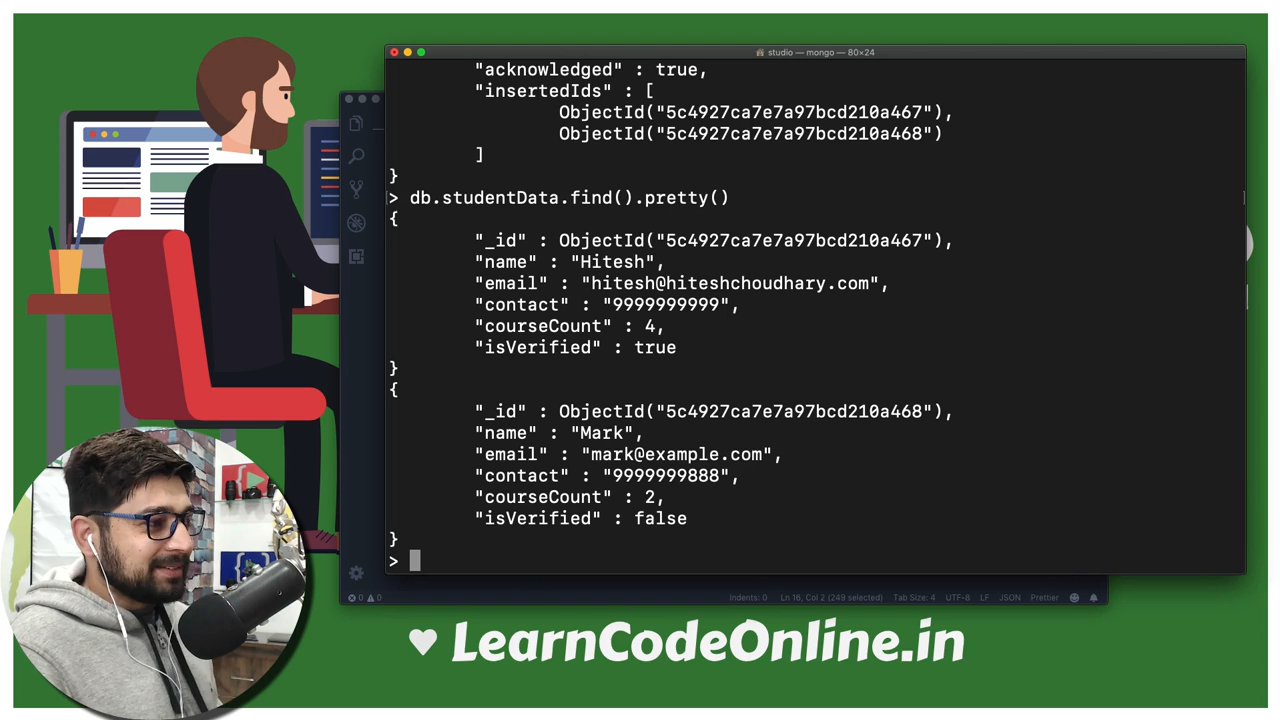 studio — mongo — 80×24
"acknowledged" : true,
"insertedIds" : [
ObjectId("5c4927ca7e7a97bcd210a467"),
ObjectId("5c4927ca7e7a97bcd210a468")
]
}
> db.studentData.find().pretty()
{
"_id" : ObjectId("5c4927ca7e7a97bcd210a467"),
"name" : "Hitesh",
"email" : "hitesh@hiteshchoudhary.com",
"contact" : "9999999999",
"courseCount" : 4,
"isVerified" : true
}
{
"_id" : ObjectId("5c4927ca7e7a97bcd210a468"),
"name" : "Mark",
"email" : "mark@example.com",
"contact" : "9999999888",
"courseCount" : 2,
"isVerified" : false
}
>
0 0 Indents: 0 Ln 16, Col 2 (249 selected) Tab Size: 4 UTF-8 LF JSON Prettier
LearnCodeOnline.in